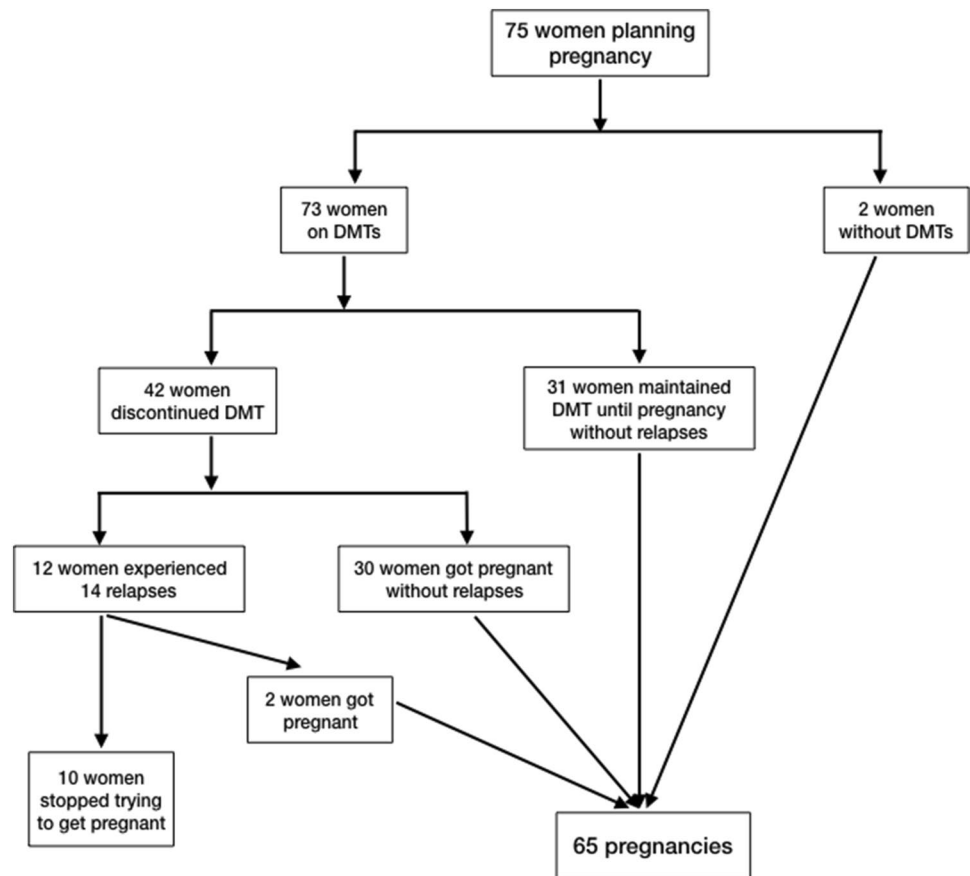 75 women planning
pregnancy
73 women
on DMTs
2 women
without DMTs
42 women
discontinued DMT
31 women maintained
DMT until pregnancy
without relapses
12 women experienced
14 relapses
30 women got pregnant
without relapses
2 women got
pregnant
10 women
stopped trying
to get pregnant
65 pregnancies